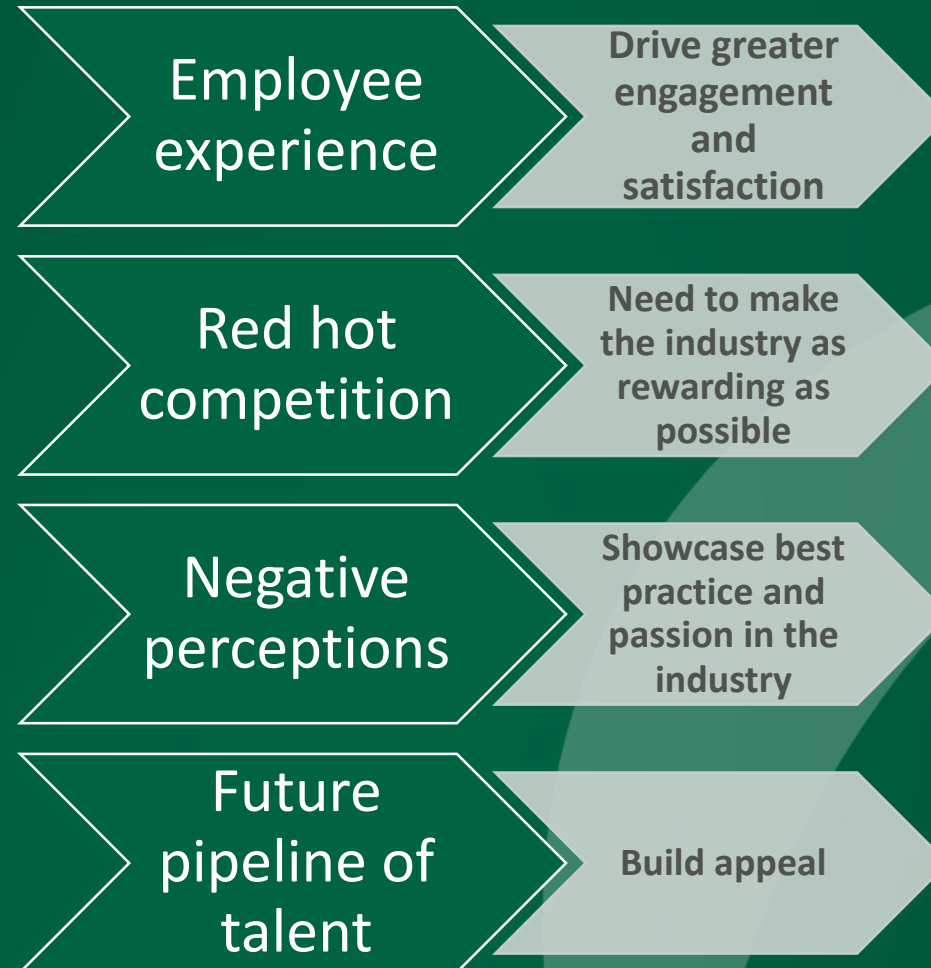 Employee
experience
Drive greater
engagement
and
satisfaction
Red hot
competition
Need to make
the industry as
rewarding as
possible
Negative
perceptions
Showcase best
practice and
passion in the
industry
Future
pipeline of
talent
Build appeal